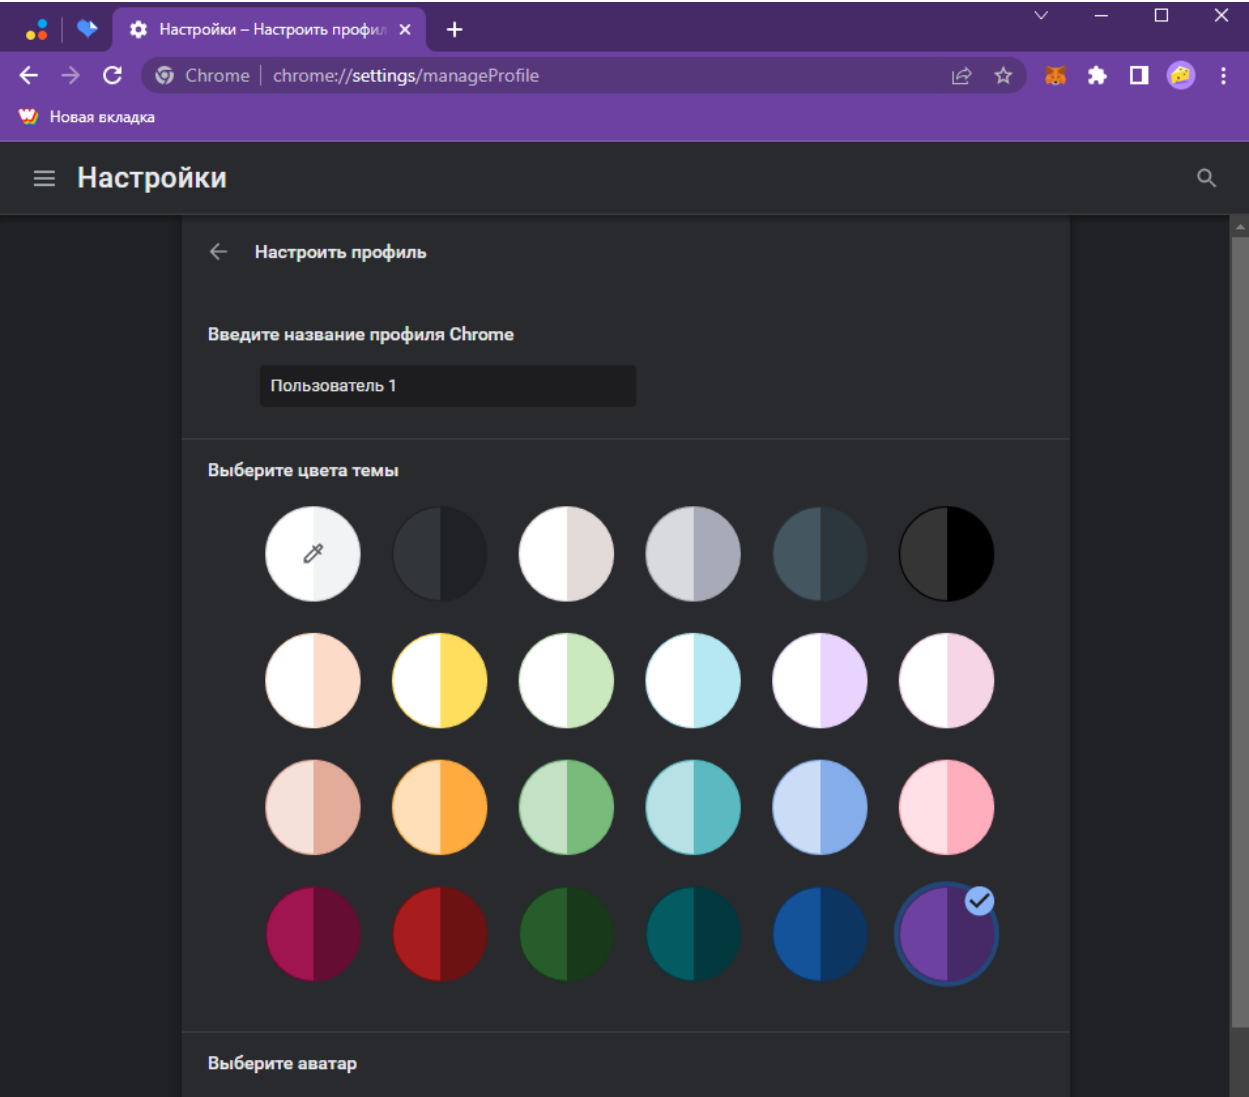 Настройки – Настроить профил
Chrome
chrome://settings/manageProfile
Новая вкладка
Настройки
Настроить профиль
Введите название профиля Chrome
Пользователь 1
Выберите цвета темы
Выберите аватар